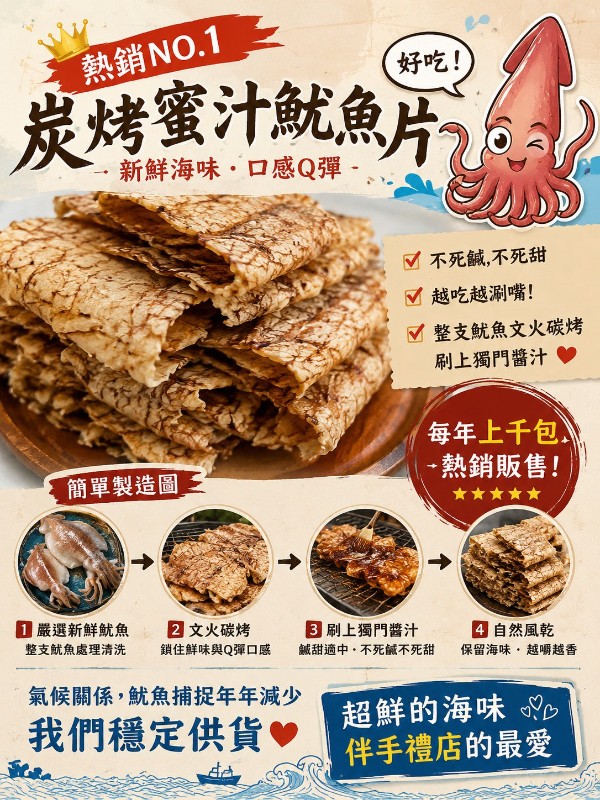 熱銷NO.1
好吃!
炭烤蜜汁魷魚片
- 新鮮海味·口感Q彈 -
不死鹹,不死甜
越吃越涮嘴!
整支魷魚文火碳烤
刷上獨門醬汁
每年上千包
熱銷販售!
簡單製造圖
1 嚴選新鮮魷魚
整支魷魚處理清洗
2 文火碳烤
鎖住鮮味與Q彈口感
3 刷上獨門醬汁
鹹甜適中·不死鹹不死甜
4 自然風乾
保留海味·越嚼越香
氣候關係,魷魚捕捉年年減少
我們穩定供貨
超鮮的海味
伴手禮店的最愛